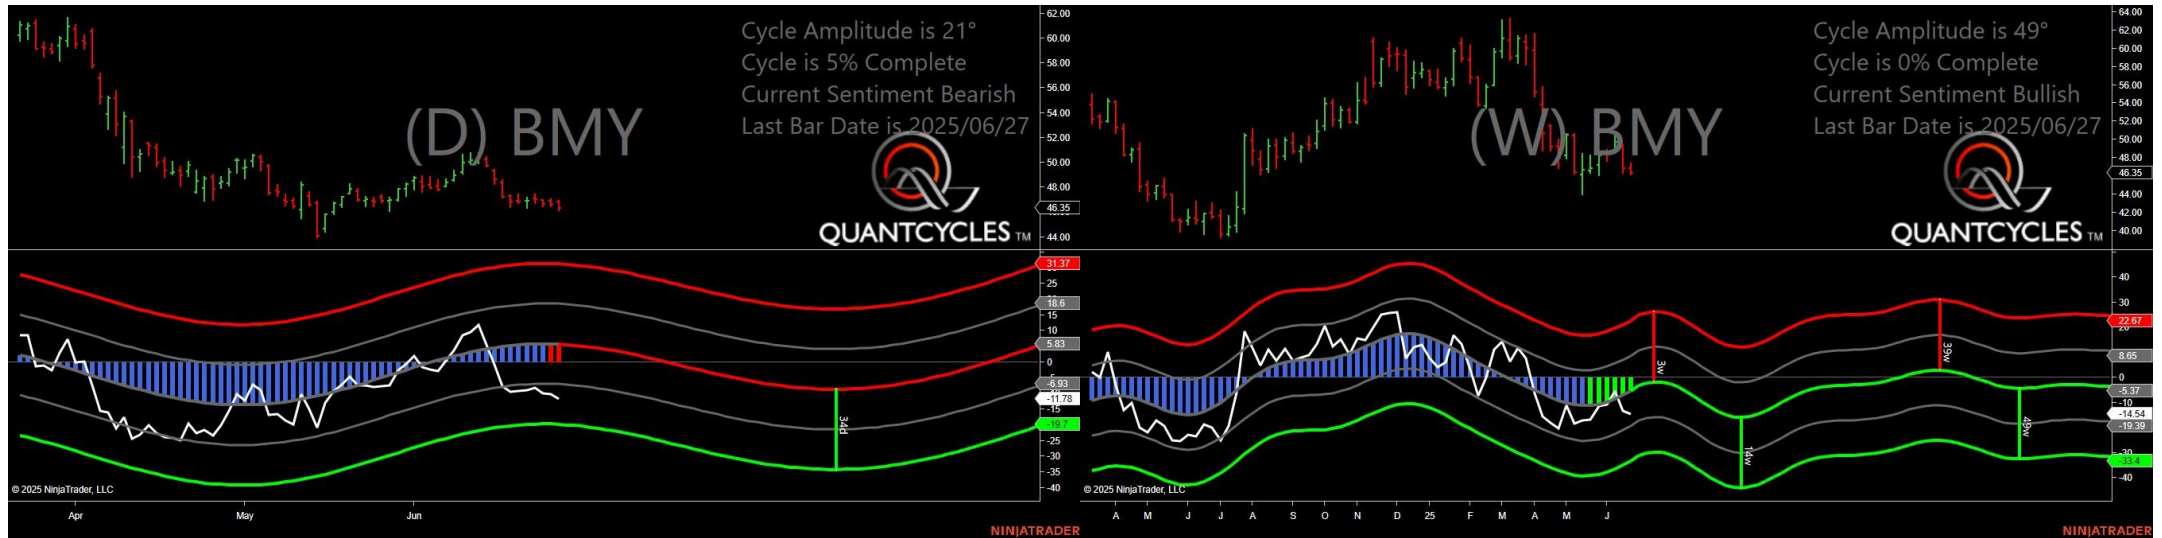 Cycle Amplitude is 21°
Cycle is 5% Complete
Current Sentiment Bearish
Last Bar Date is 2025/06/27
(D) BMY
QUANTCYCLES TM
62.00
60.00
58.00
56.00
54.00
52.00
50.00
48.00
46.35
44.00
31.37
25
18.6
15
10
5.83
0
-6.93
-11.78
-15
-19.7
-25
-30
-35
-40
34d
© 2025 NinjaTrader, LLC
Apr May Jun
NINJATRADER
Cycle Amplitude is 49°
Cycle is 0% Complete
Current Sentiment Bullish
Last Bar Date is 2025/06/27
(W) BMY
QUANTCYCLES TM
64.00
62.00
60.00
58.00
56.00
54.00
52.00
50.00
48.00
46.35
44.00
42.00
40.00
40
30
22.67
8.65
0
-5.37
-10
-14.54
-19.39
-33.4
-40
3w
14w
39w
49w
© 2025 NinjaTrader, LLC
A M J J A S O N D 25 F M A M J
NINJATRADER